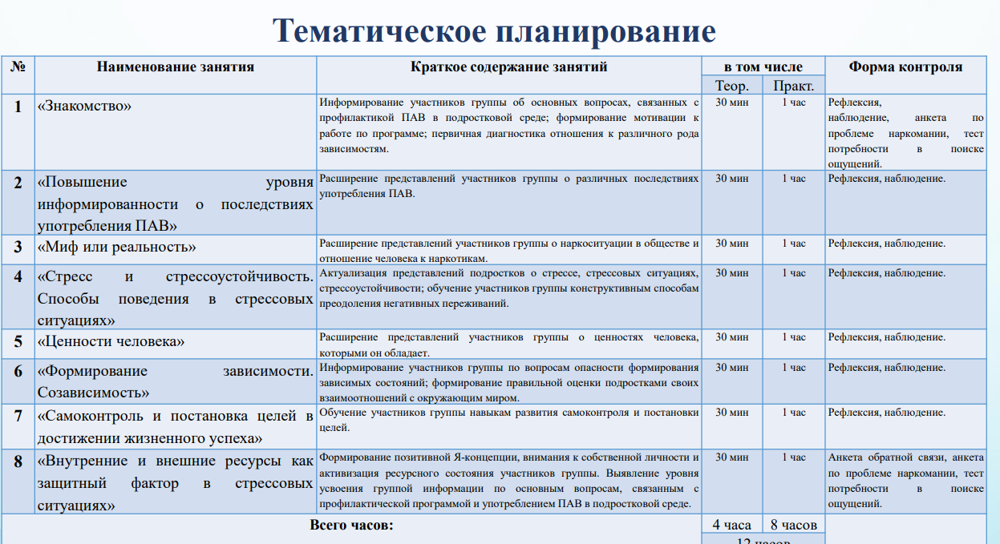 Тематическое планирование
№ Наименование занятия Краткое содержание занятий в том числе Форма контроля
Теор. Практ.
1 «Знакомство» Информирование участников группы об основных вопросах, связанных с 30 мин 1 час Рефлексия,
профилактикой ПАВ в подростковой среде; формирование мотивации к наблюдение, анкета по
работе по программе; первичная диагностика отношения к различного рода проблеме наркомании, тест
зависимостям. потребности в поиске
ощущений.
2 «Повышение уровня Расширение представлений участников группы о различных последствиях 30 мин 1 час Рефлексия, наблюдение.
информированности о последствиях употребления ПАВ.
употребления ПАВ»
3 «Миф или реальность» Расширение представлений участников группы о наркоситуации в обществе и 30 мин 1 час Рефлексия, наблюдение.
отношение человека к наркотикам.
4 «Стресс и стрессоустойчивость. Актуализация представлений подростков о стрессе, стрессовых ситуациях, 30 мин 1 час Рефлексия, наблюдение.
Способы поведения в стрессовых стрессоустойчивости; обучение участников группы конструктивным способам
ситуациях» преодоления негативных переживаний.
5 «Ценности человека» Расширение представлений участников группы о ценностях человека, 30 мин 1 час Рефлексия, наблюдение.
которыми он обладает.
6 «Формирование зависимости. Информирование участников группы по вопросам опасности формирования 30 мин 1 час Рефлексия, наблюдение.
Созависимость» зависимых состояний; формирование правильной оценки подростками своих
взаимоотношений с окружающим миром.
7 «Самоконтроль и постановка целей в Обучение участников группы навыкам развития самоконтроля и постановки 30 мин 1 час Рефлексия, наблюдение.
достижении жизненного успеха» целей.
8 «Внутренние и внешние ресурсы как Формирование позитивной Я-концепции, внимания к собственной личности и 30 мин 1 час Анкета обратной связи, анкета
защитный фактор в стрессовых активизация ресурсного состояния участников группы. Выявление уровня по проблеме наркомании, тест
ситуациях» усвоения группой информации по основным вопросам, связанным с потребности в поиске
профилактической программой и употреблением ПАВ в подростковой среде. ощущений.
Всего часов: 4 часа 8 часов
12 часов